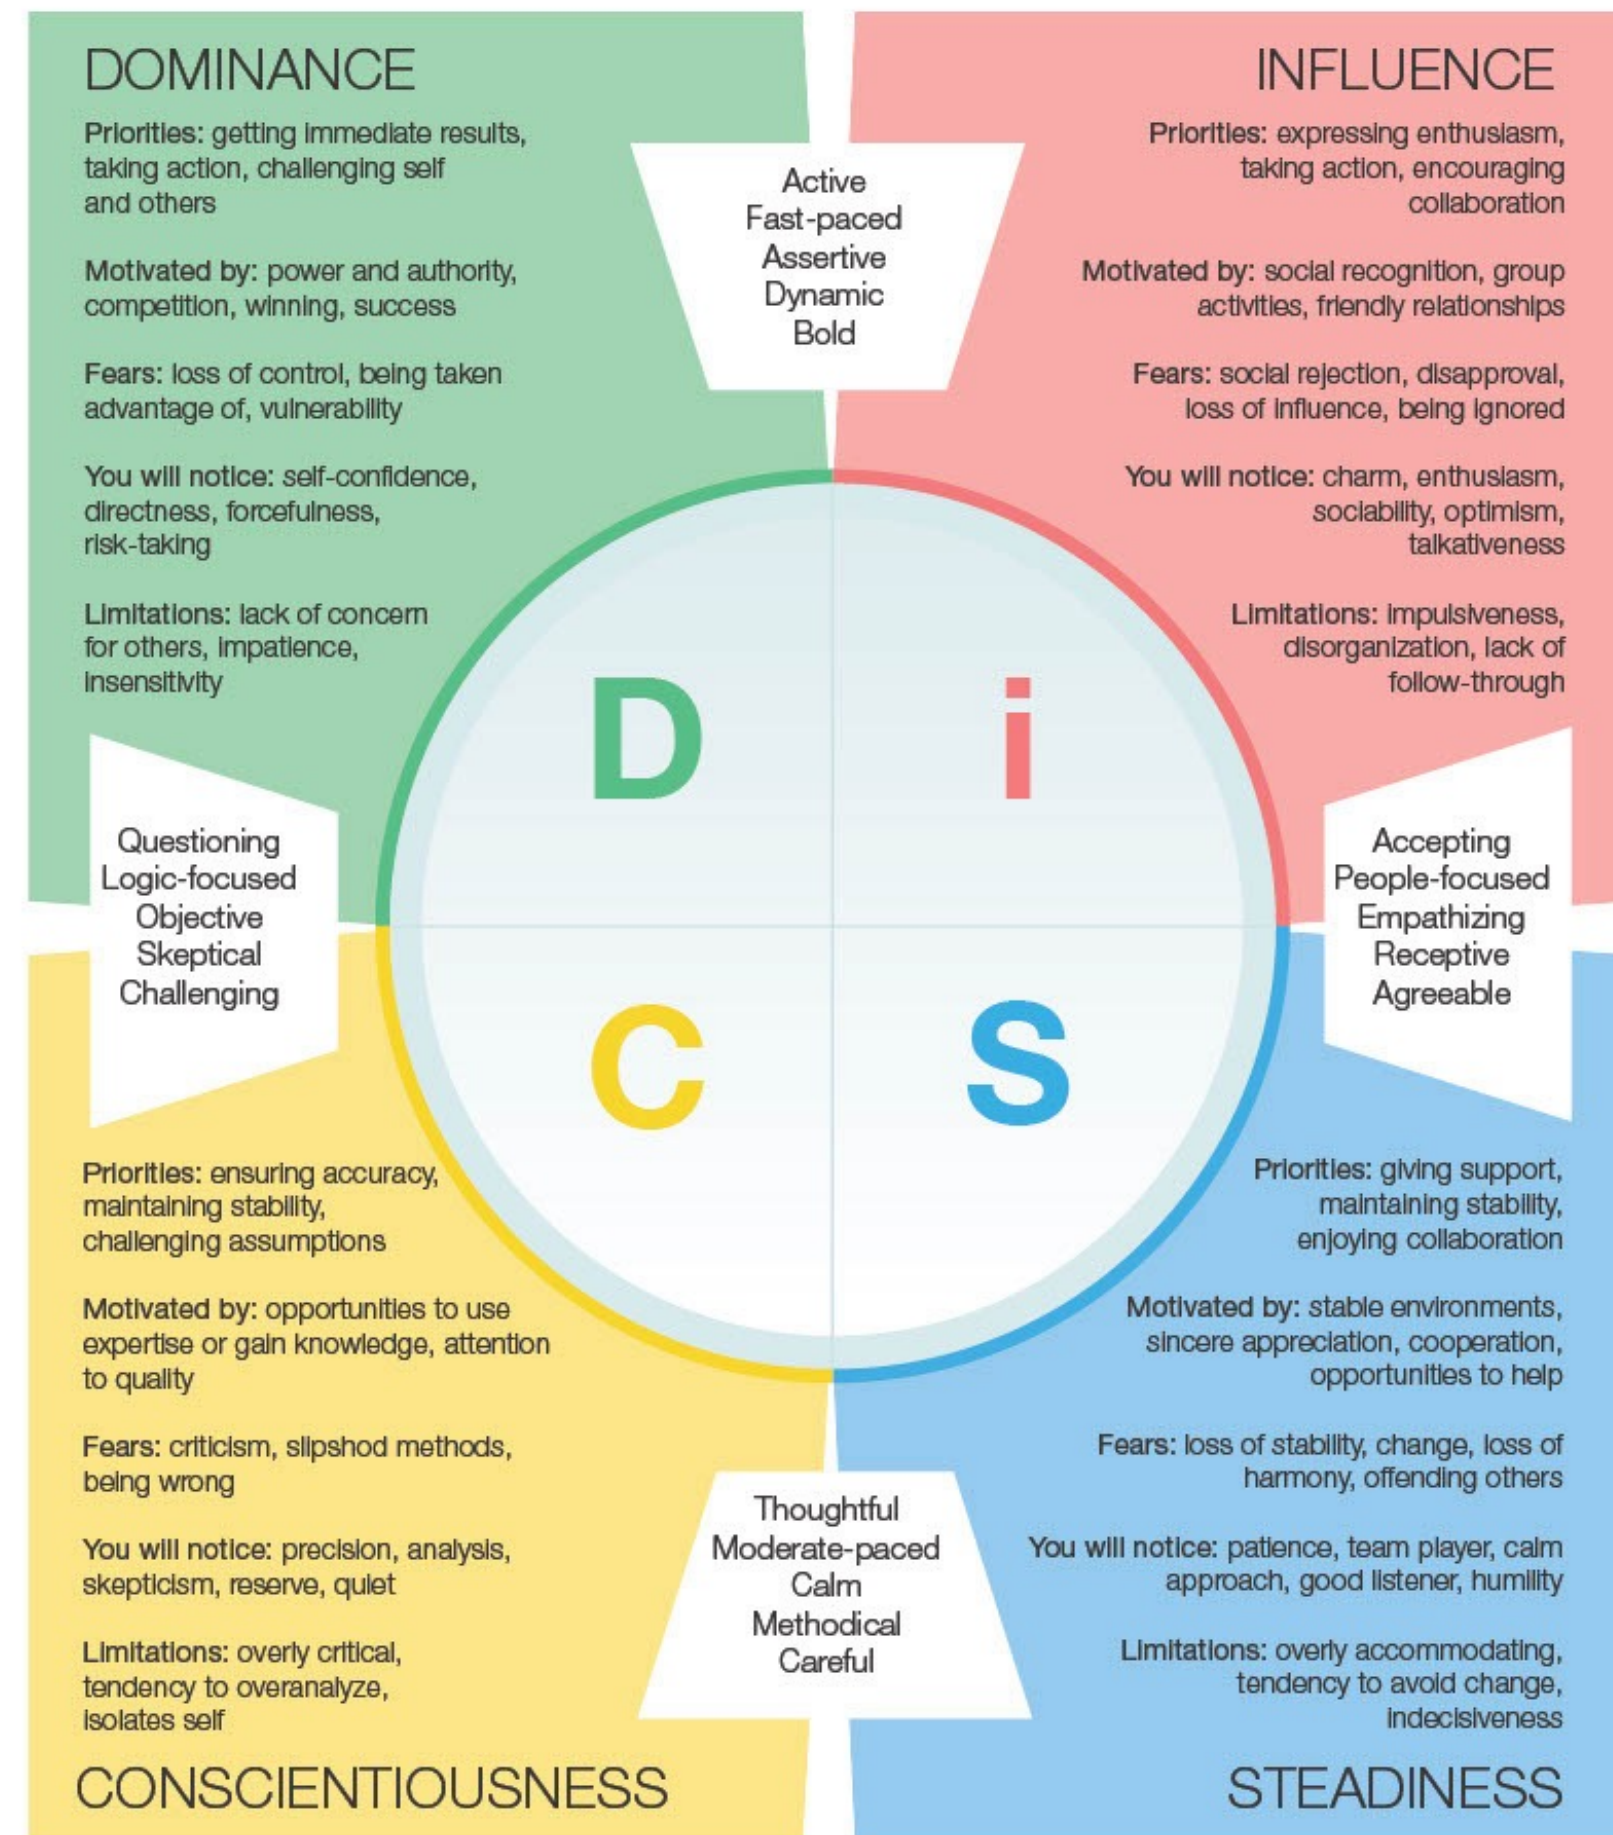 DOMINANCE
Priorities: getting immediate results,
taking action, challenging self
and others
Motivated by: power and authority,
competition, winning, success
Fears: loss of control, being taken
advantage of, vulnerability
You will notice: self-confidence,
directness, forcefulness,
risk-taking
Limitations: lack of concern
for others, impatience,
insensitivity
Active
Fast-paced
Assertive
Dynamic
Bold
INFLUENCE
Priorities: expressing enthusiasm,
taking action, encouraging
collaboration
Motivated by: social recognition, group
activities, friendly relationships
Fears: social rejection, disapproval,
loss of influence, being ignored
You will notice: charm, enthusiasm,
sociability, optimism,
talkativeness
Limitations: impulsiveness,
disorganization, lack of
follow-through
D
i
Questioning
Logic-focused
Objective
Skeptical
Challenging
Accepting
People-focused
Empathizing
Receptive
Agreeable
C
S
Priorities: ensuring accuracy,
maintaining stability,
challenging assumptions
Motivated by: opportunities to use
expertise or gain knowledge, attention
to quality
Fears: criticism, slipshod methods,
being wrong
You will notice: precision, analysis,
skepticism, reserve, quiet
Limitations: overly critical,
tendency to overanalyze,
isolates self
CONSCIENTIOUSNESS
Thoughtful
Moderate-paced
Calm
Methodical
Careful
Priorities: giving support,
maintaining stability,
enjoying collaboration
Motivated by: stable environments,
sincere appreciation, cooperation,
opportunities to help
Fears: loss of stability, change, loss of
harmony, offending others
You will notice: patience, team player, calm
approach, good listener, humility
Limitations: overly accommodating,
tendency to avoid change,
indecisiveness
STEADINESS